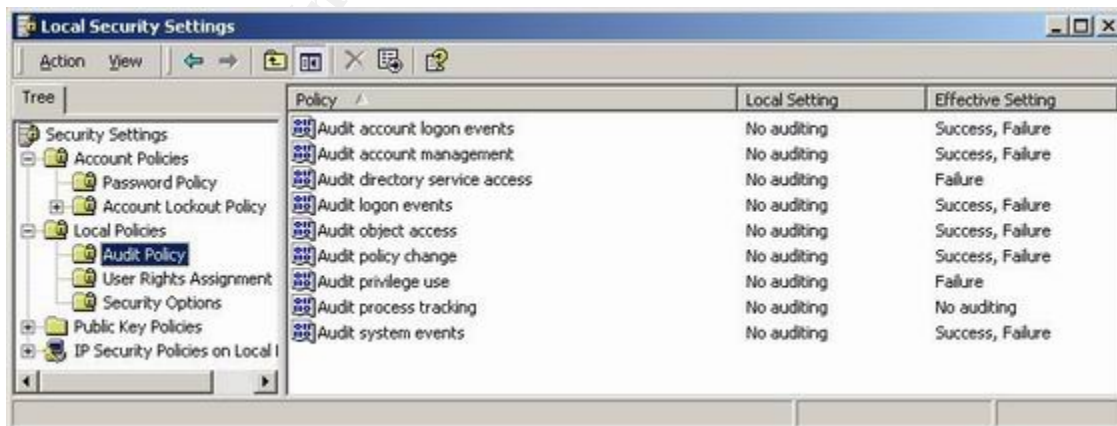 Local Security Settings
Action View
Tree
Security Settings
Account Policies
Password Policy
Account Lockout Policy
Local Policies
Audit Policy
User Rights Assignment
Security Options
Public Key Policies
IP Security Policies on Local
Policy Local Setting Effective Setting
Audit account logon events No auditing Success, Failure
Audit account management No auditing Success, Failure
Audit directory service access No auditing Failure
Audit logon events No auditing Success, Failure
Audit object access No auditing Success, Failure
Audit policy change No auditing Success, Failure
Audit privilege use No auditing Failure
Audit process tracking No auditing No auditing
Audit system events No auditing Success, Failure